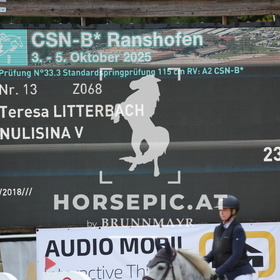 CSN-B* Ranshofen
3. - 5. Oktober 2025
Prüfung N°33.3 Standardspringprüfung 115 cm RV: A2 CSN-B*
Nr. 13 Z068
Teresa LITTERBACH
NULISINA V
23
/2018///
HORSEPIC.AT
by BRUNNMAYR
AUDIO MOBIL
Interactive Th